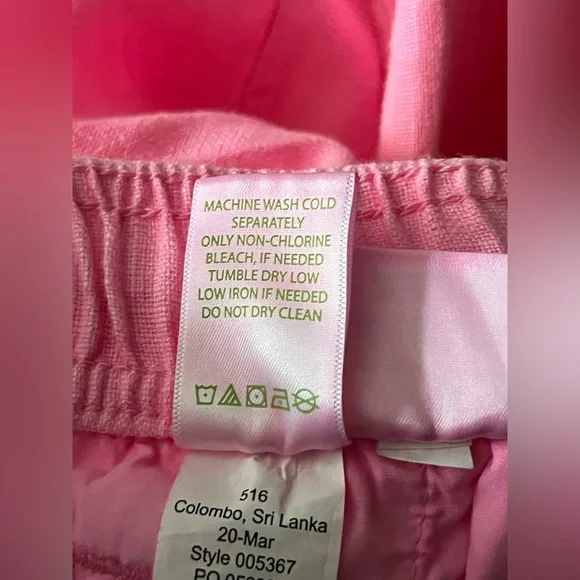 MACHINE WASH COLD
SEPARATELY
ONLY NON-CHLORINE
BLEACH, IF NEEDED
TUMBLE DRY LOW
LOW IRON IF NEEDED
DO NOT DRY CLEAN
516
Colombo, Sri Lanka
20-Mar
Style 005367
PO